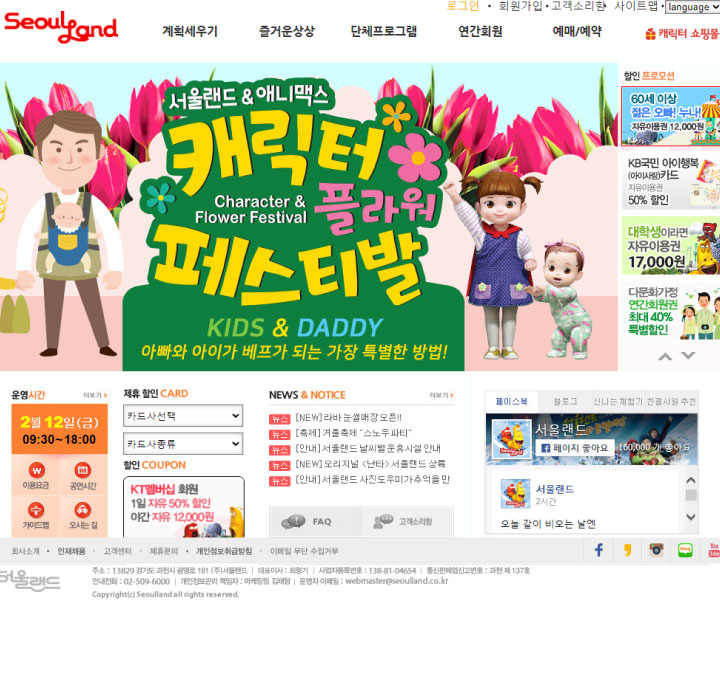 로그인 • 회원가입 • 고객소리함 사이트맵 • language
SeoulLand
계획세우기 즐거운상상 단체프로그램 연간회원 예매/예약
캐릭터 쇼핑몰
서울랜드 & 애니맥스
캐릭터
Character &
Flower Festival
플라워
페스티발
KIDS & DADDY
아빠와 아이가 베프가 되는 가장 특별한 방법!
할인 프로모션
60세 이상
젊은 오빠! 누나!
자유이용권 12,000원
KB국민 아이행복
(아이사랑)카드
자유이용권
50% 할인
대학생이라면
자유이용권
17,000원
다문화가정
연간회원권
최대 40%
특별할인
운영시간 더보기
2월 12일(금)
09:30~18:00
이용요금 공연시간
가이드맵 오시는 길
제휴 할인 CARD
카드사선택
카드사종류
할인 COUPON
KT멤버십 회원
1일 자유 50% 할인
야간 자유 12,000원
NEWS & NOTICE 더보기
뉴스 [NEW]라바 눈썰매장 오픈!!
뉴스 [축제] 겨울축제 "스노우파티"
뉴스 [안내] 서울랜드 날씨별 운휴시설 안내
뉴스 [NEW]오리지널 <난타> 서울랜드 상륙
뉴스 [안내] 서울랜드 사진도우미가 추억을 만
FAQ 고객소리함
페이스북 블로그 신나는 체험기 친절사원 추천
서울랜드
페이지 좋아요 160,000 개 좋아요
서울랜드
2시간
오늘 같이 비오는 날엔
회사소개 • 인재채용 • 고객센터 • 제휴문의 • 개인정보취급방침 • 이메일 무단 수집거부
서울랜드
주소 : 13829 경기도 과천시 광명로 181 (주)서울랜드 | 대표이사 : 최형기 | 사업자등록번호 : 138-81-04654 | 통신판매업신고번호 : 과천 제 137호
안내전화 : 02-509-6000 | 개인정보관리 책임자 : 마케팅팀 김태형 | 운영자 이메일 : webmaster@seoulland.co.kr
Copyright(c) Seoulland all rights reserved.